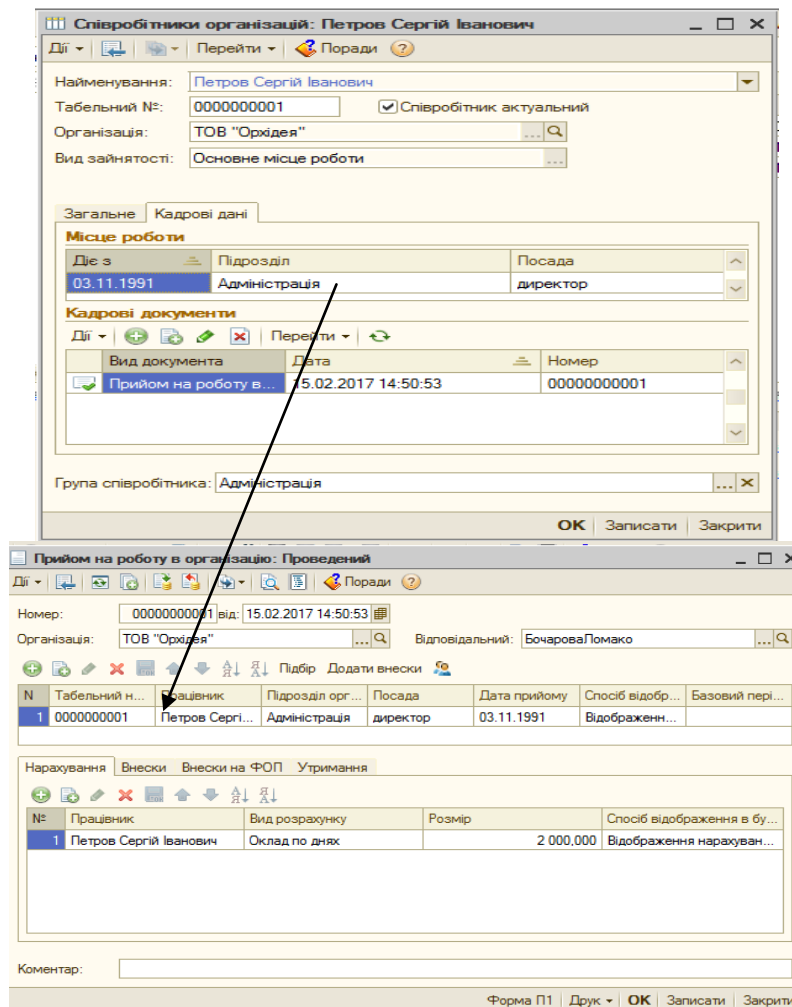 Співробітники організацій: Петров Сергій Іванович
Дії Перейти Поради
Найменування: Петров Сергій Іванович
Табельний №: 0000000001 Співробітник актуальний
Організація: ТОВ "Орхідея" ...
Вид зайнятості: Основне місце роботи ...
Загальне Кадрові дані
Місце роботи
Діє з Підрозділ Посада
03.11.1991 Адміністрація директор
Кадрові документи
Дії Перейти
Вид документа Дата Номер
Прийом на роботу в... 15.02.2017 14:50:53 00000000001
Група співробітника: Адміністрація ...
OK Записати Закрити
Прийом на роботу в організацію: Проведений
Дії Поради
Номер: 00000000001 від: 15.02.2017 14:50:53
Організація: ТОВ "Орхідея" ... Відповідальний: БочароваЛомако ...
Підбір Додати внески
N Табельний н... Працівник Підрозділ орг... Посада Дата прийому Спосіб відобр... Базовий пері...
1 0000000001 Петров Сергі... Адміністрація директор 03.11.1991 Відображенн...
Нарахування Внески Внески на ФОП Утримання
№ Працівник Вид розрахунку Розмір Спосіб відображення в бу...
1 Петров Сергій Іванович Оклад по днях 2 000,000 Відображення нарахуван...
Коментар:
Форма П1 Друк OK Записати Закрити